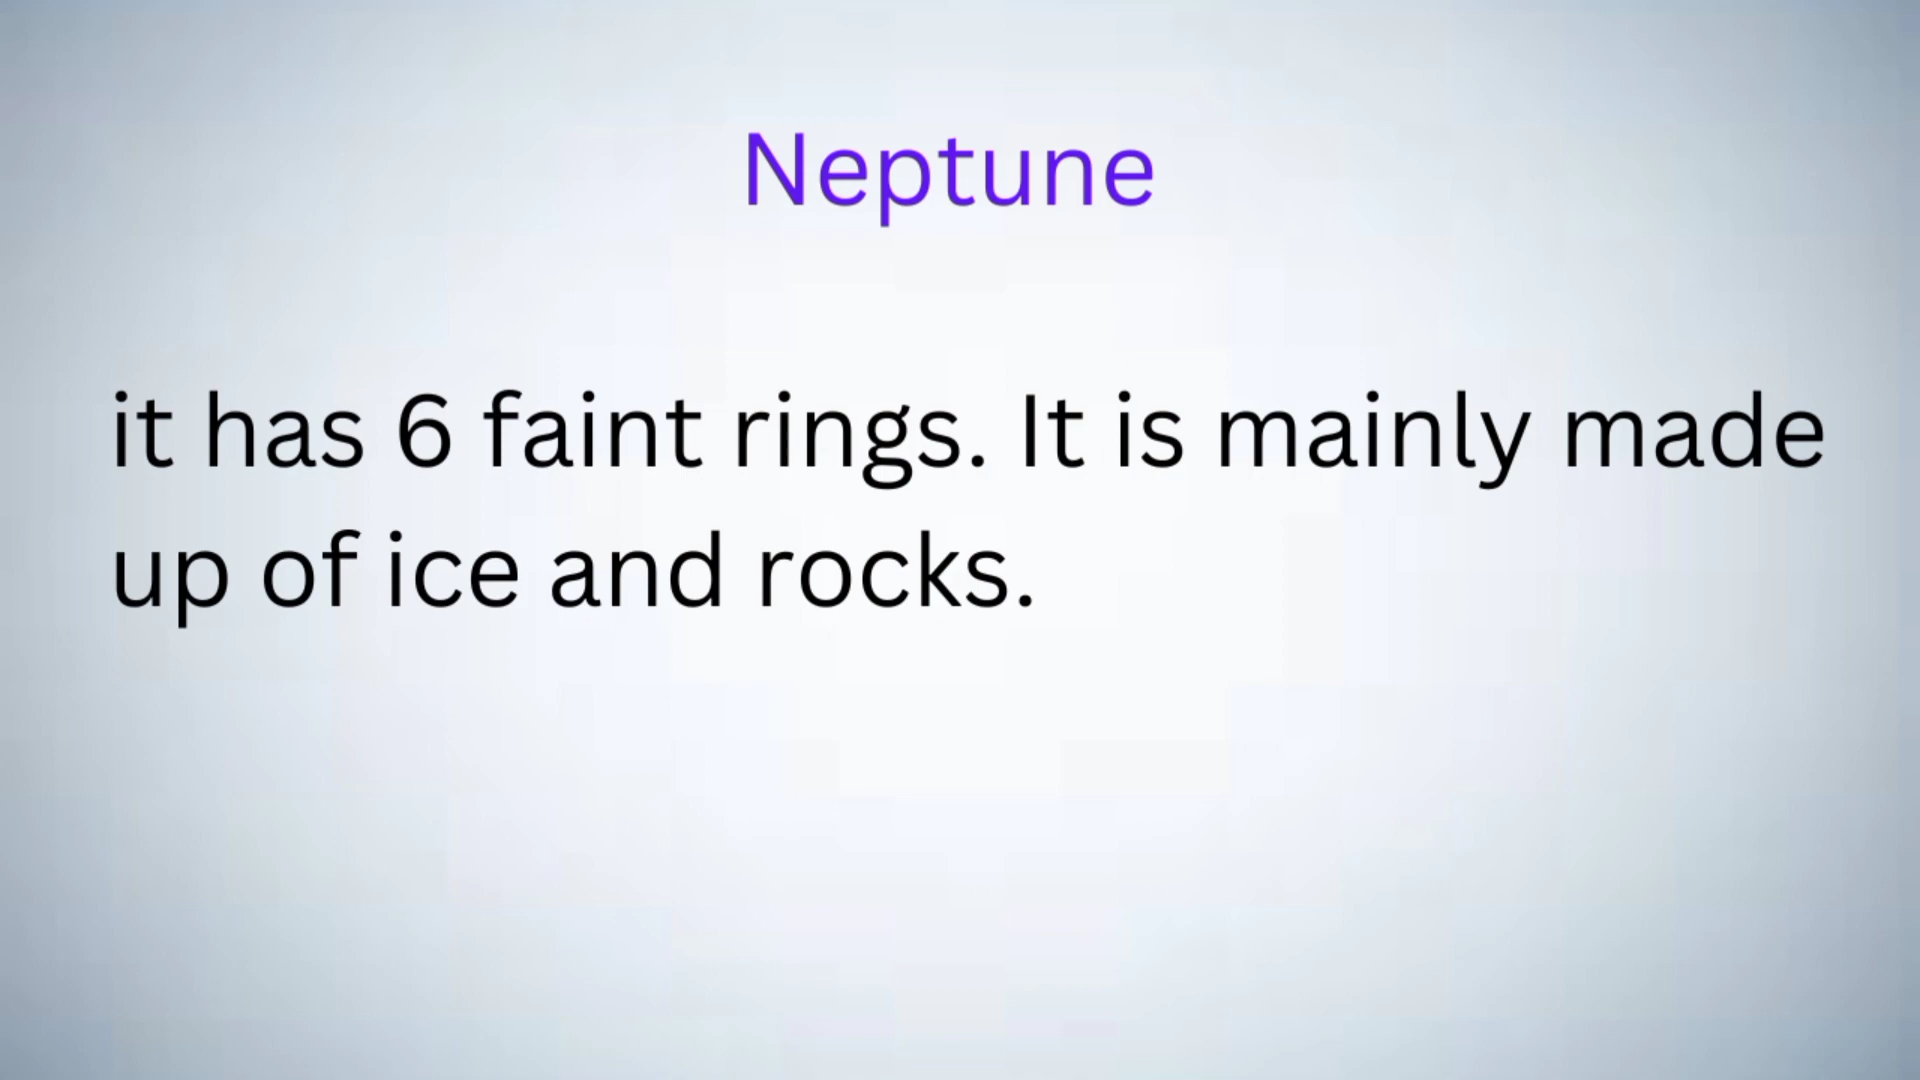 Neptune
it has 6 faint rings. It is mainly made
up of ice and rocks.